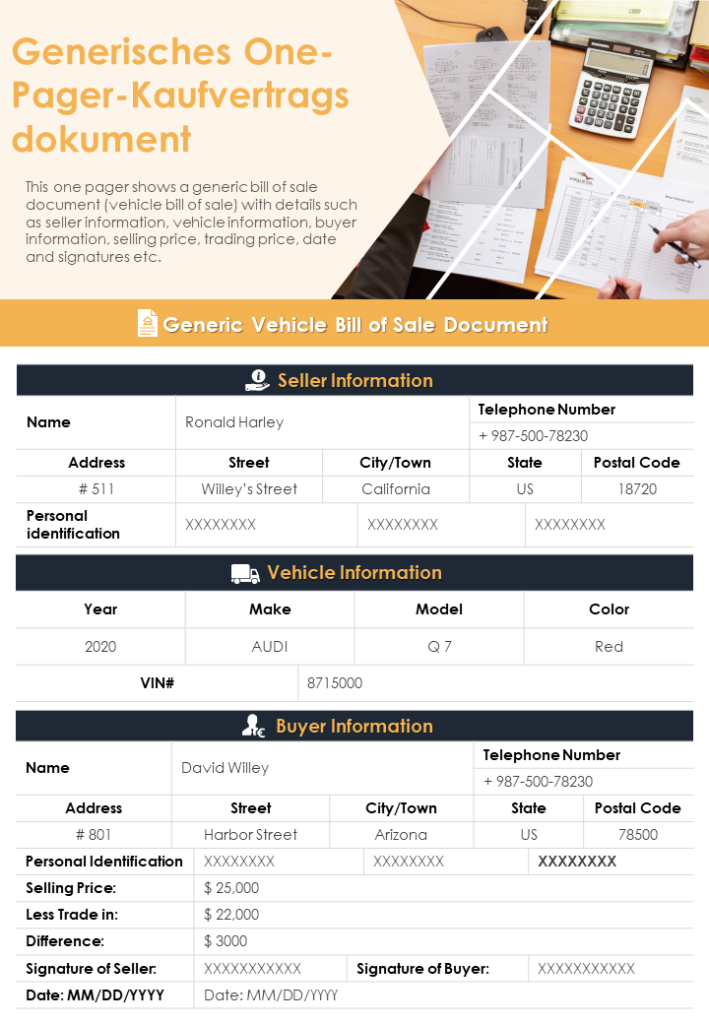 Generisches One-
Pager-Kaufvertrags
dokument
This one pager shows a generic bill of sale
document (vehicle bill of sale) with details such
as seller information, vehicle information, buyer
information, selling price, trading price, date
and signatures etc.
Generic Vehicle Bill of Sale Document
Seller Information
Name Ronald Harley Telephone Number
+ 987-500-78230
Address Street City/Town State Postal Code
# 511 Willey's Street California US 18720
Personal
identification XXXXXXXX XXXXXXXX XXXXXXXX
Vehicle Information
Year Make Model Color
2020 AUDI Q 7 Red
VIN# 8715000
Buyer Information
Name David Willey Telephone Number
+ 987-500-78230
Address Street City/Town State Postal Code
# 801 Harbor Street Arizona US 78500
Personal Identification XXXXXXXX XXXXXXXX XXXXXXXX
Selling Price: $ 25,000
Less Trade in: $ 22,000
Difference: $ 3000
Signature of Seller: XXXXXXXXXXX Signature of Buyer: XXXXXXXXXXX
Date: MM/DD/YYYY Date: MM/DD/YYYY